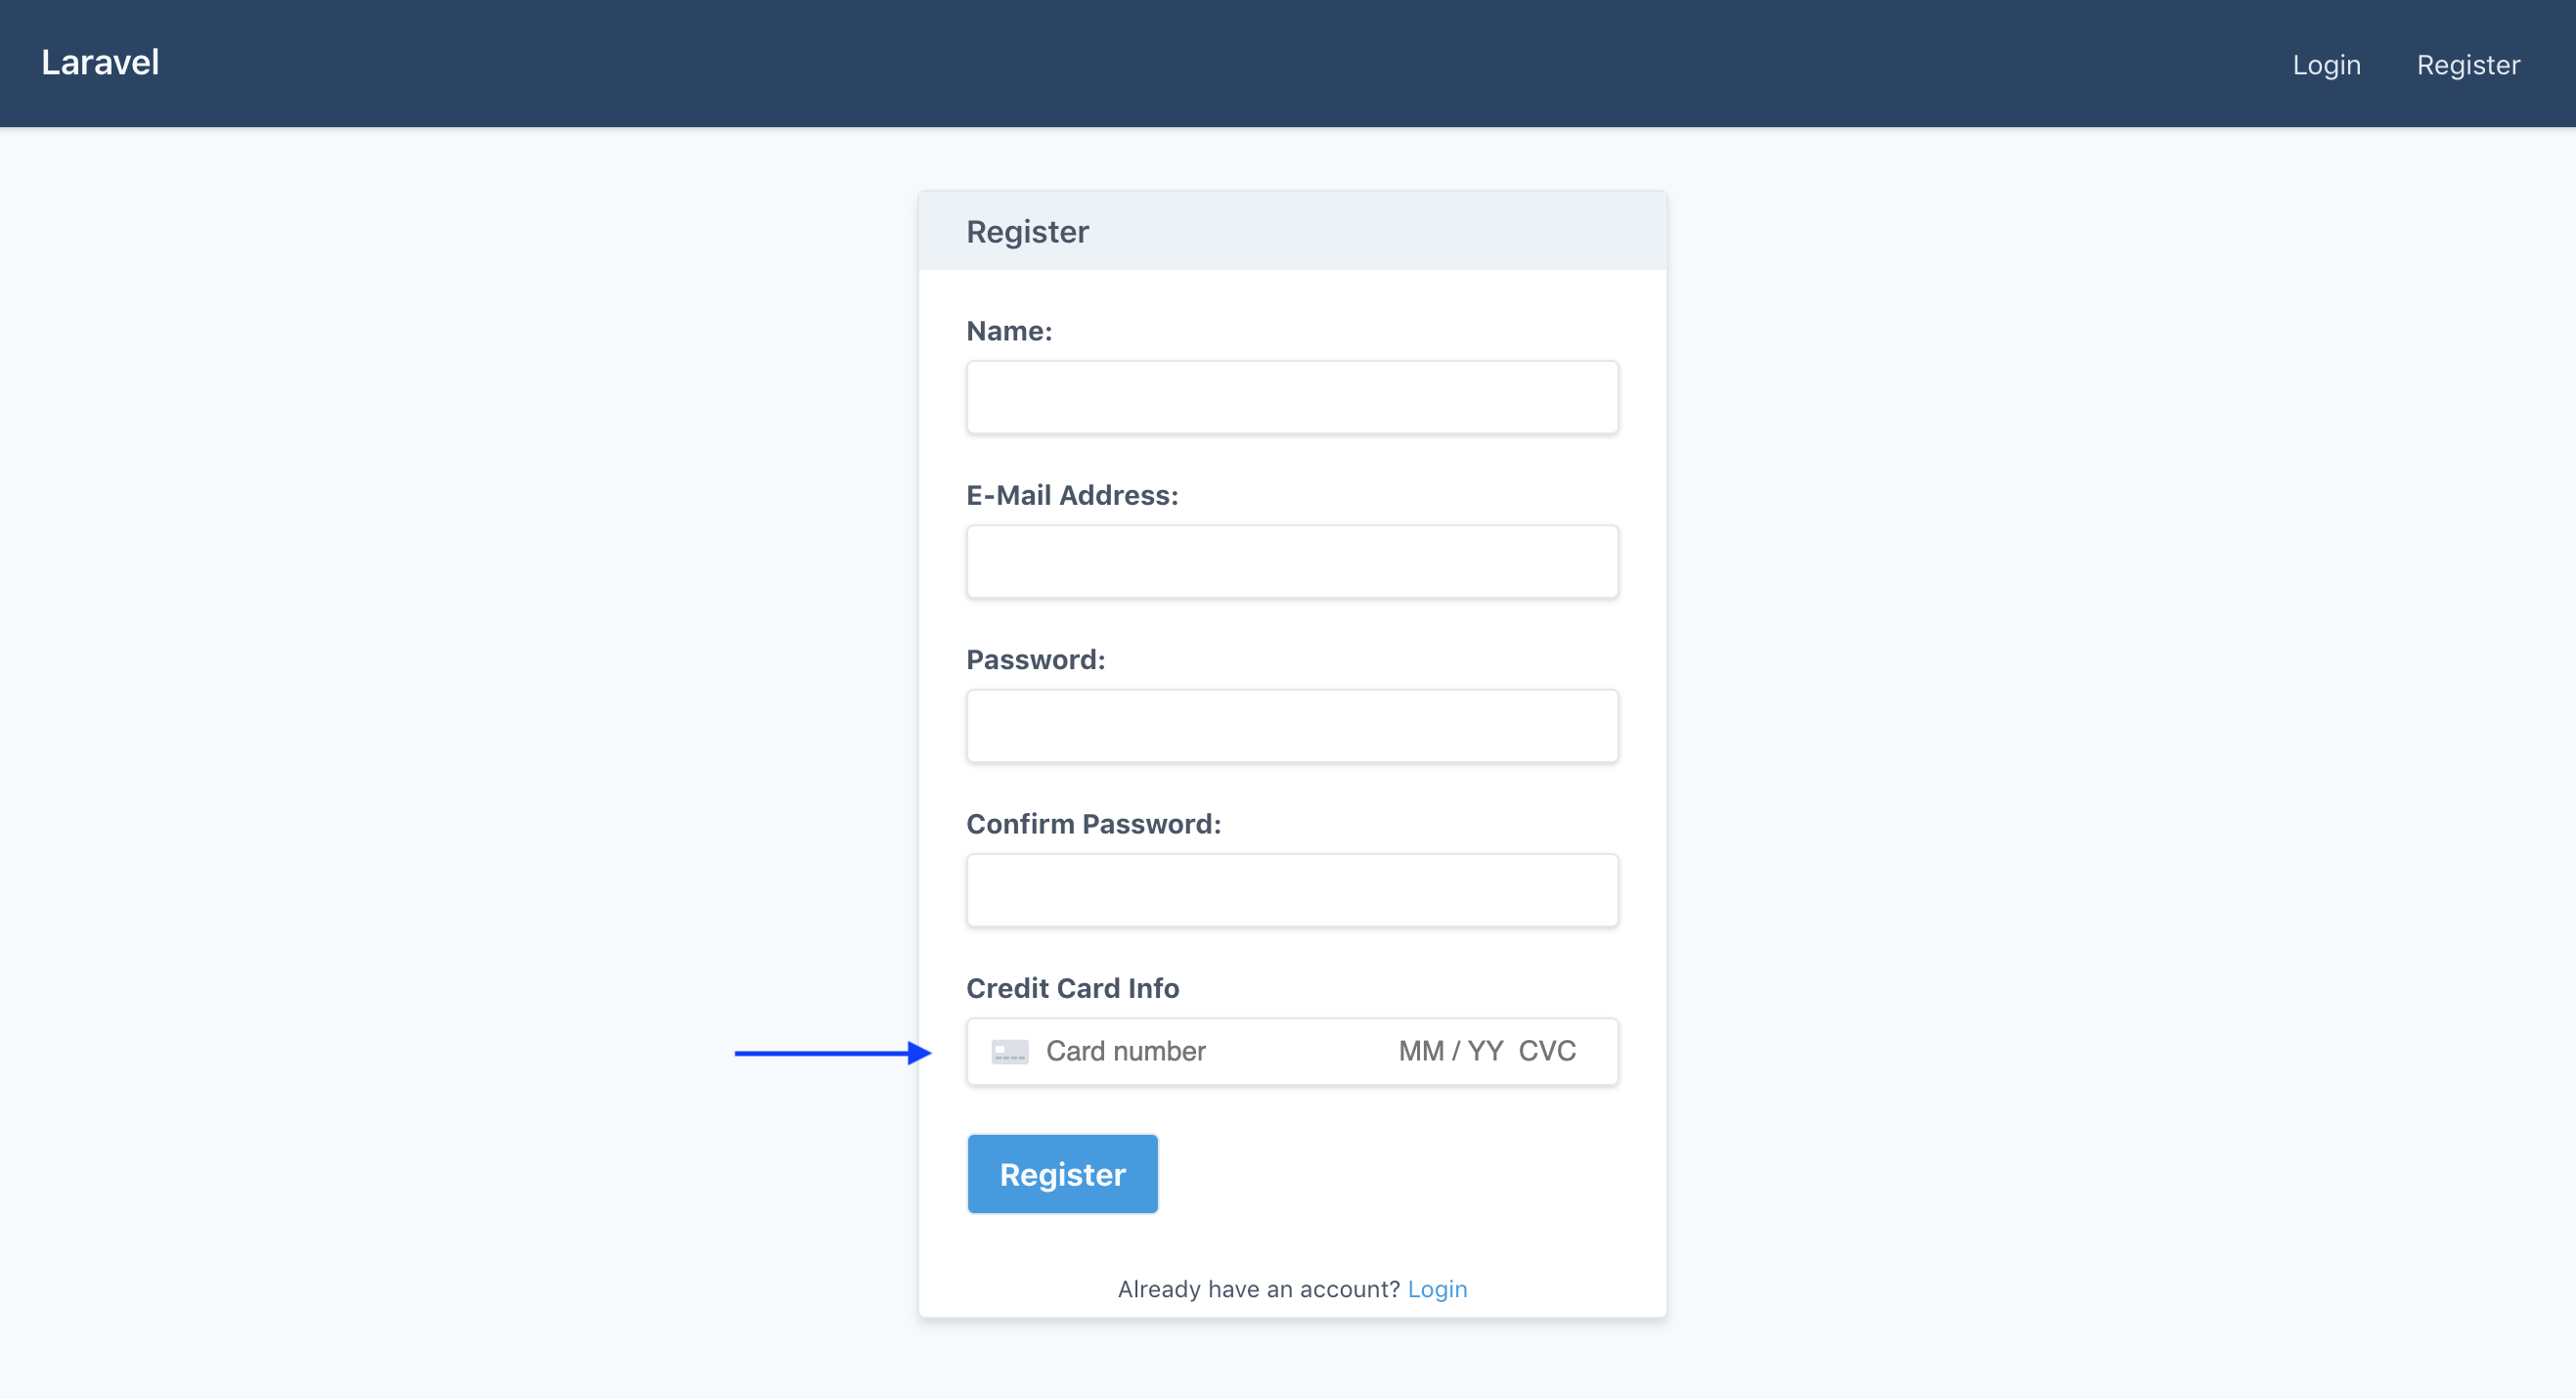 Laravel
Login Register
Register
Name:
E-Mail Address:
Password:
Confirm Password:
Credit Card Info
Card number MM / YY CVC
Register
Already have an account? Login